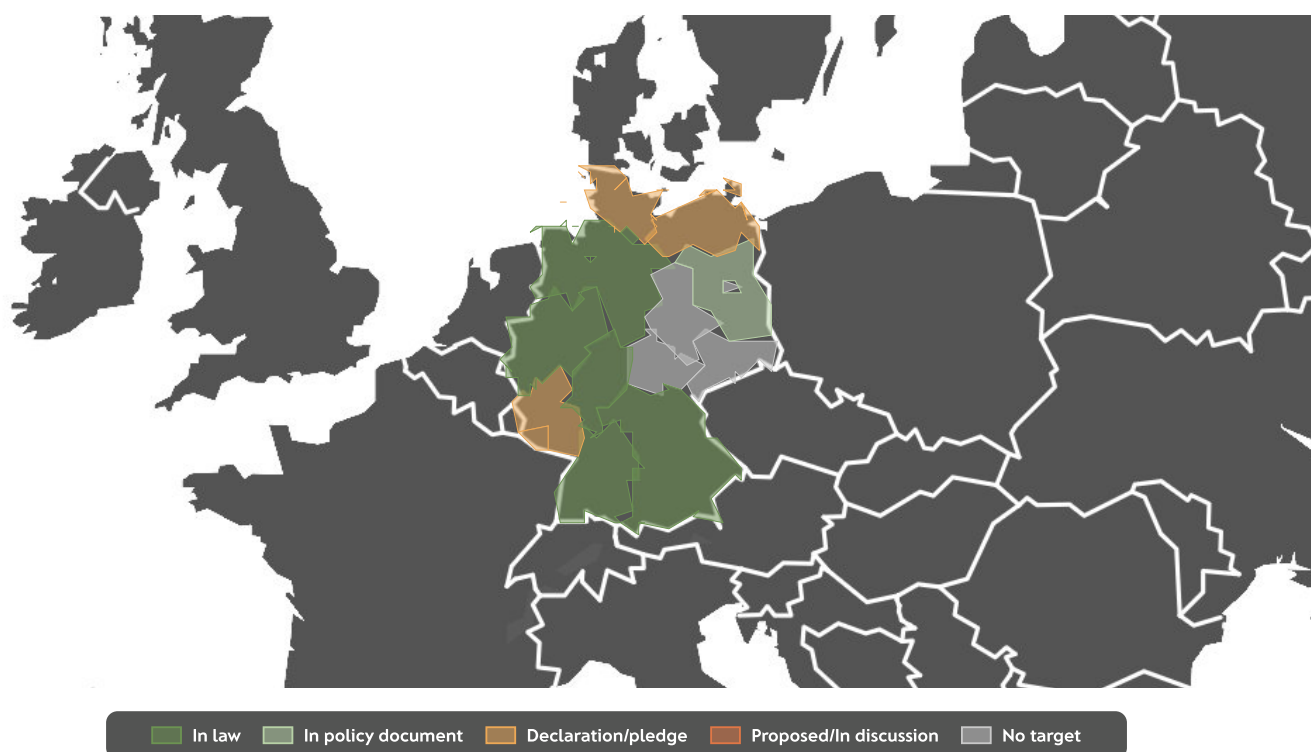 In law In policy document Declaration/pledge Proposed/In discussion No target